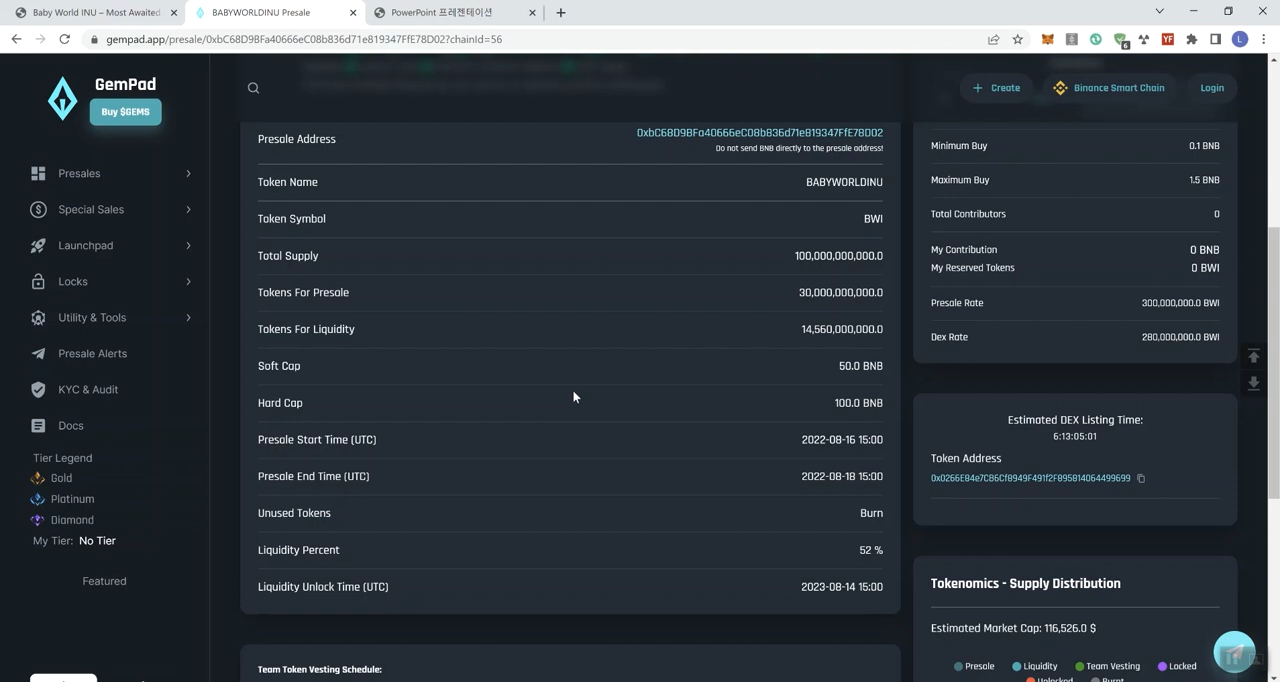 Baby World INU – Most Awaited
BABYWORLDINU Presale
PowerPoint 프레젠테이션
gempad.app/presale/0xbC68D9BFa40666eC08b836d71e819347FfE78D02?chainId=56
6
YF
L
GemPad
Buy $GEMS
Create
Binance Smart Chain
Login
Presales
Special Sales
Launchpad
Locks
Utility & Tools
Presale Alerts
KYC & Audit
Docs
Tier Legend
Gold
Platinum
Diamond
My Tier: No Tier
Featured
Presale Address 0xbC68D9BFa40666eC08b836d71e819347FfE78D02
Do not send BNB directly to the presale address!
Token Name BABYWORLDINU
Token Symbol BWI
Total Supply 100,000,000,000.0
Tokens For Presale 30,000,000,000.0
Tokens For Liquidity 14,560,000,000.0
Soft Cap 50.0 BNB
Hard Cap 100.0 BNB
Presale Start Time (UTC) 2022-08-16 15:00
Presale End Time (UTC) 2022-08-18 15:00
Unused Tokens Burn
Liquidity Percent 52 %
Liquidity Unlock Time (UTC) 2023-08-14 15:00
Team Token Vesting Schedule:
Minimum Buy 0.1 BNB
Maximum Buy 1.5 BNB
Total Contributors 0
My Contribution 0 BNB
My Reserved Tokens 0 BWI
Presale Rate 300,000,000.0 BWI
Dex Rate 280,000,000.0 BWI
Estimated DEX Listing Time:
6:13:05:01
Token Address
0x0266E84e7CB6Cf8949F491f2F895814064499699
Tokenomics - Supply Distribution
Estimated Market Cap: 116,526.0 $
Presale Liquidity Team Vesting Locked
Unlocked Burnt